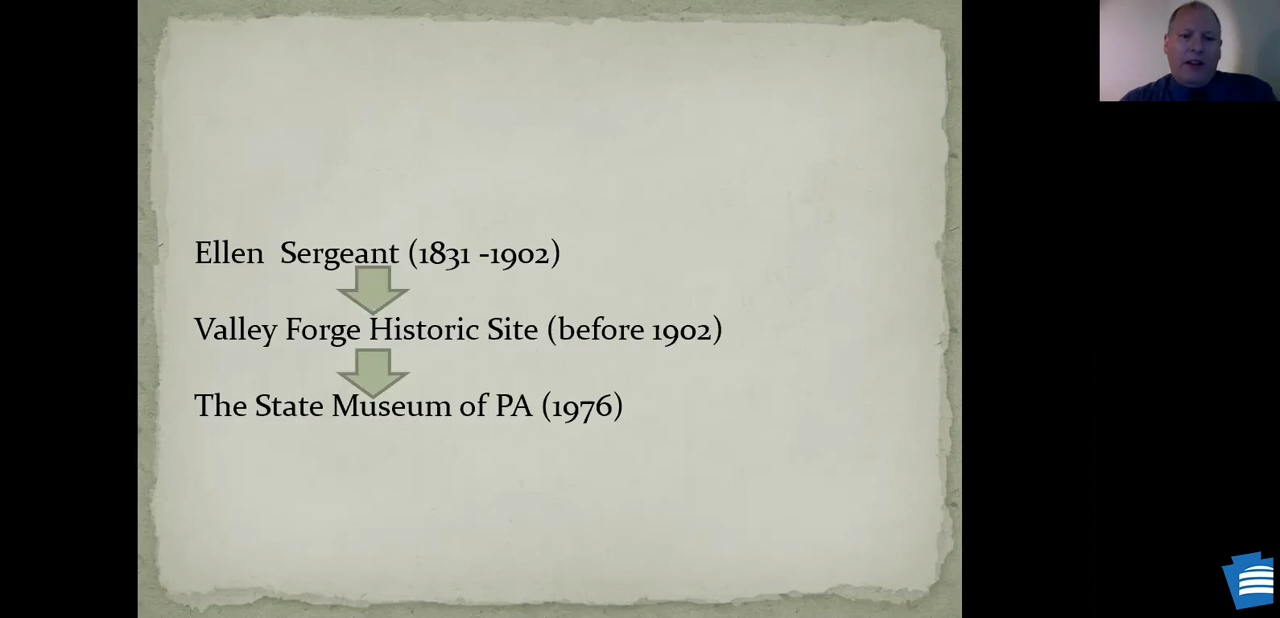 Ellen  Sergeant (1831 -1902)
Valley Forge Historic Site (before 1902)
The State Museum of PA (1976)